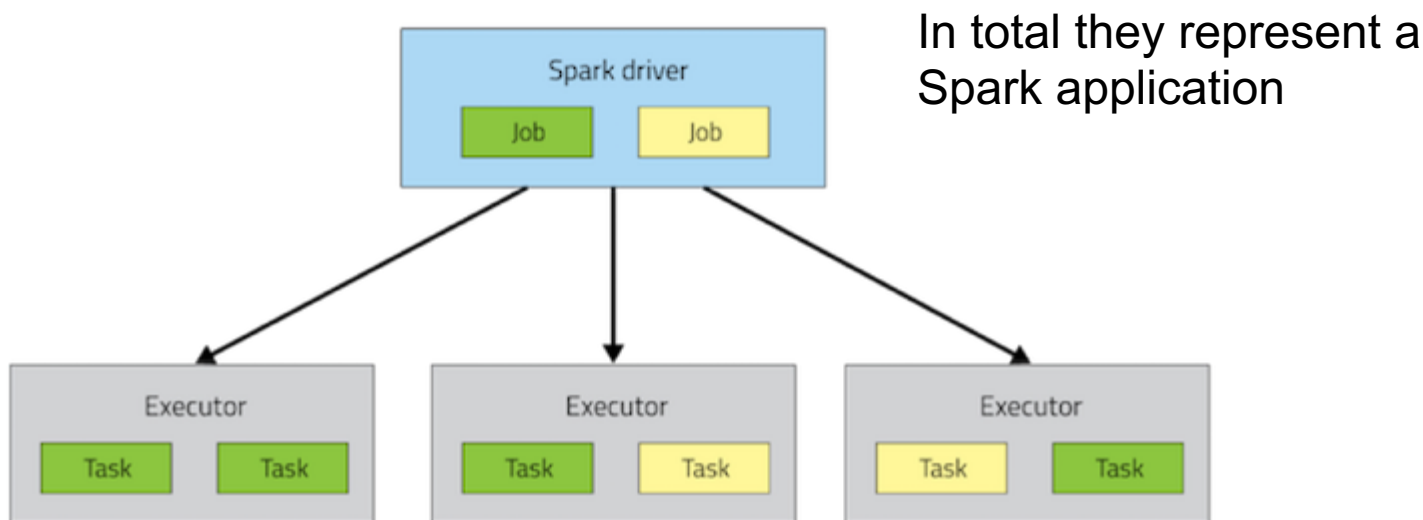 In total they represent a
Spark application
Spark driver
Job Job
Executor Executor Executor
Task Task Task Task Task Task